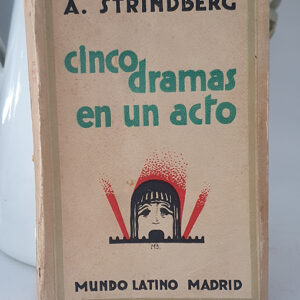 A. STRINDBERG
cinco
dramas
en un acto
MB.
MUNDO LATINO MADRID